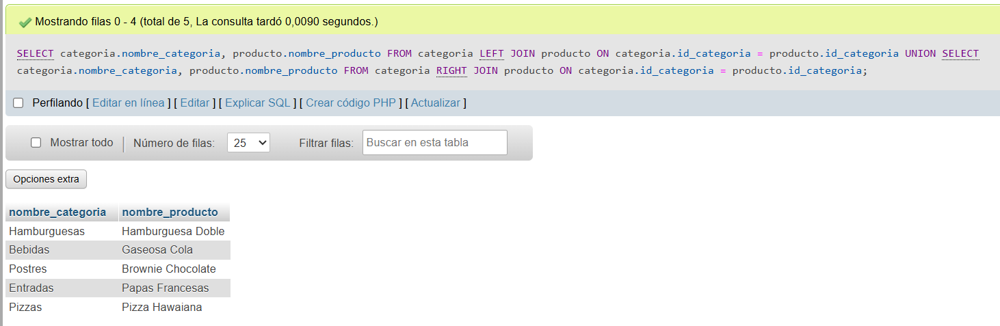 Mostrando filas 0 - 4 (total de 5, La consulta tardó 0,0090 segundos.)
SELECT categoria.nombre_categoria, producto.nombre_producto FROM categoria LEFT JOIN producto ON categoria.id_categoria = producto.id_categoria UNION SELECT
categoria.nombre_categoria, producto.nombre_producto FROM categoria RIGHT JOIN producto ON categoria.id_categoria = producto.id_categoria;
Perfilando [ Editar en línea ] [ Editar ] [ Explicar SQL ] [ Crear código PHP ] [ Actualizar ]
Mostrar todo | Número de filas: 25 Filtrar filas: Buscar en esta tabla
Opciones extra
nombre_categoria nombre_producto
Hamburguesas Hamburguesa Doble
Bebidas Gaseosa Cola
Postres Brownie Chocolate
Entradas Papas Francesas
Pizzas Pizza Hawaiana